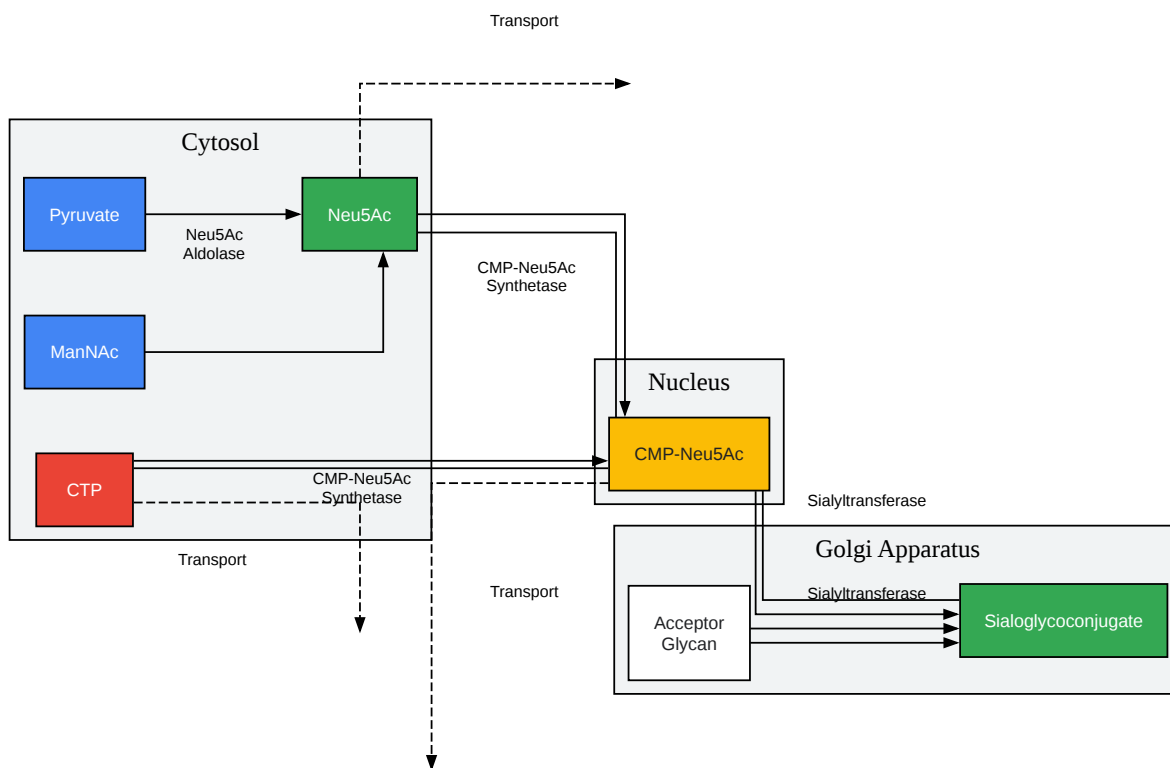 Transport
Cytosol
Pyruvate
Neu5Ac
Neu5Ac
Aldolase
CMP-Neu5Ac
Synthetase
ManNAc
Nucleus
CMP-Neu5Ac
CTP
CMP-Neu5Ac
Synthetase
Sialyltransferase
Golgi Apparatus
Transport
Transport
Sialyltransferase
Acceptor
Glycan
Sialoglycoconjugate